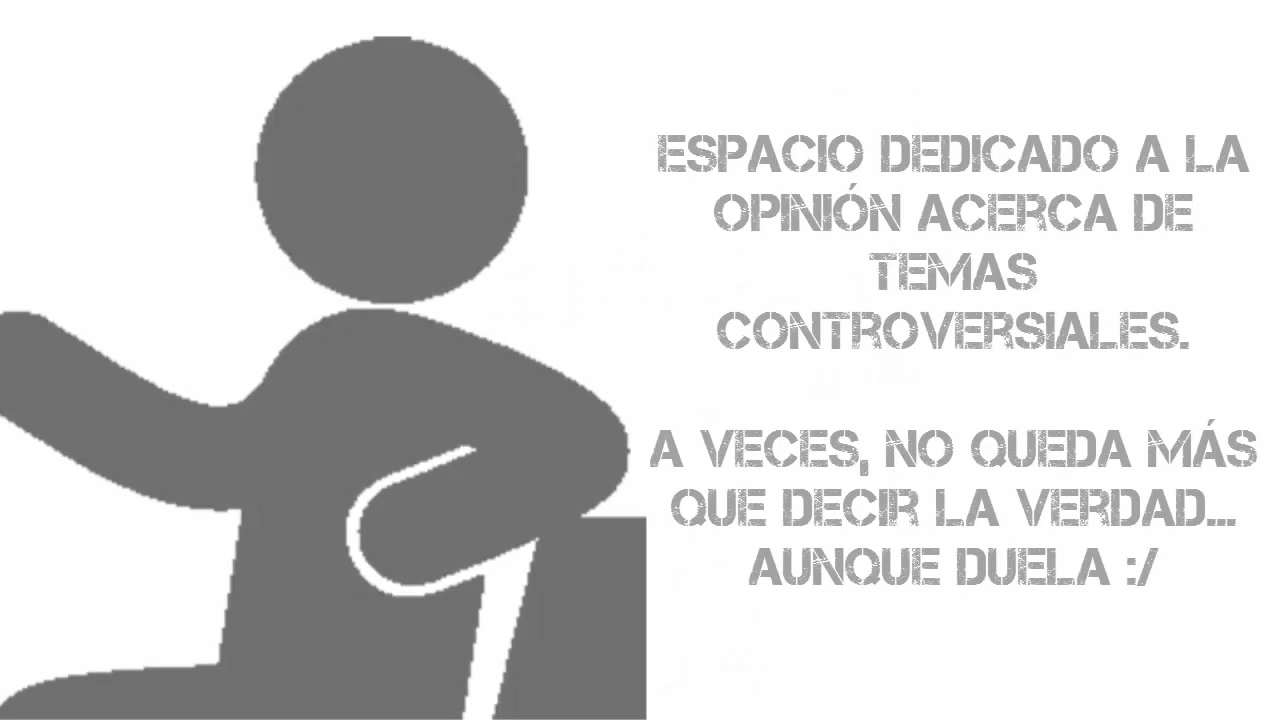 ESPACIO DEDICADO A LA
OPINIÓN ACERCA DE
TEMAS
CONTROVERSIALES.
A VECES, NO QUEDA MÁS
QUE DECIR LA VERDAD...
AUNQUE DUELA :/